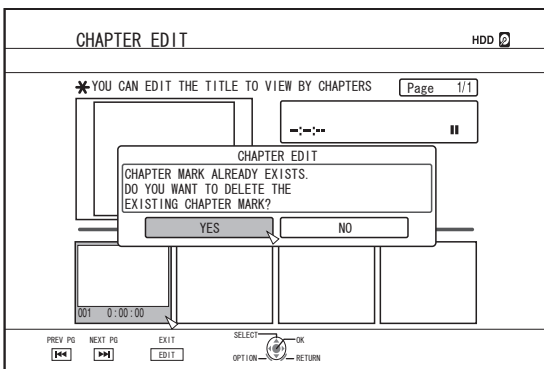 CHAPTER EDIT
HDD
*YOU CAN EDIT THE TITLE TO VIEW BY CHAPTERS
Page 1/1
--:--:--
CHAPTER EDIT
CHAPTER MARK ALREADY EXISTS.
DO YOU WANT TO DELETE THE
EXISTING CHAPTER MARK?
YES NO
001 0:00:00
PREV PG NEXT PG EXIT SELECT OK
EDIT OPTION RETURN